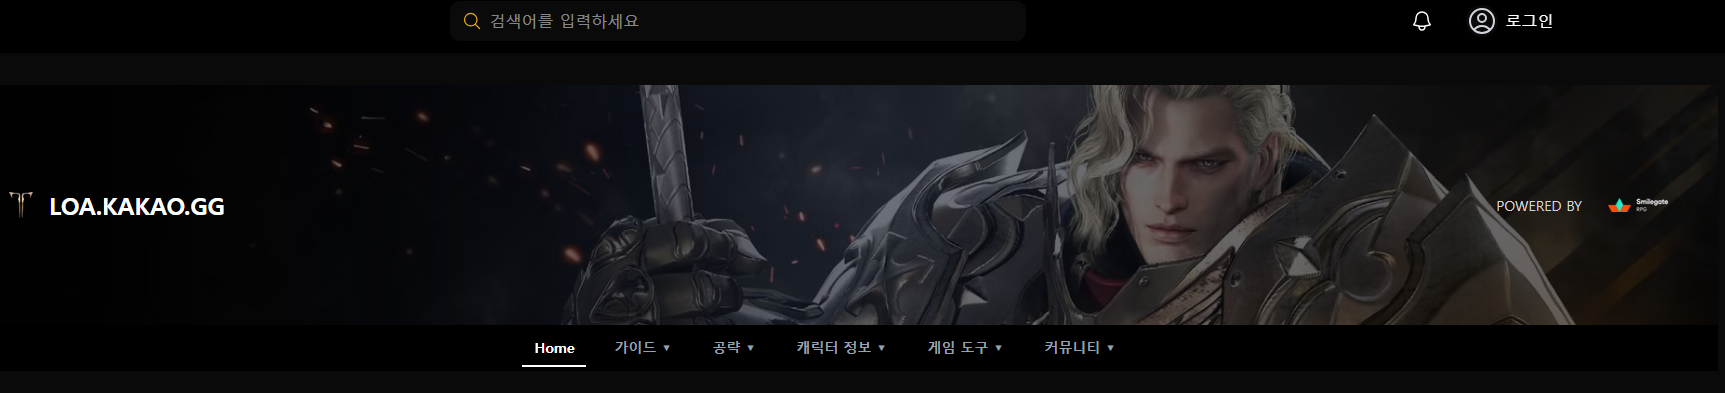 검색어를 입력하세요
로그인
LOA.KAKAO.GG
POWERED BY
Smilegate
RPG
Home
가이드 ▼
공략 ▼
캐릭터 정보 ▼
게임 도구 ▼
커뮤니티 ▼